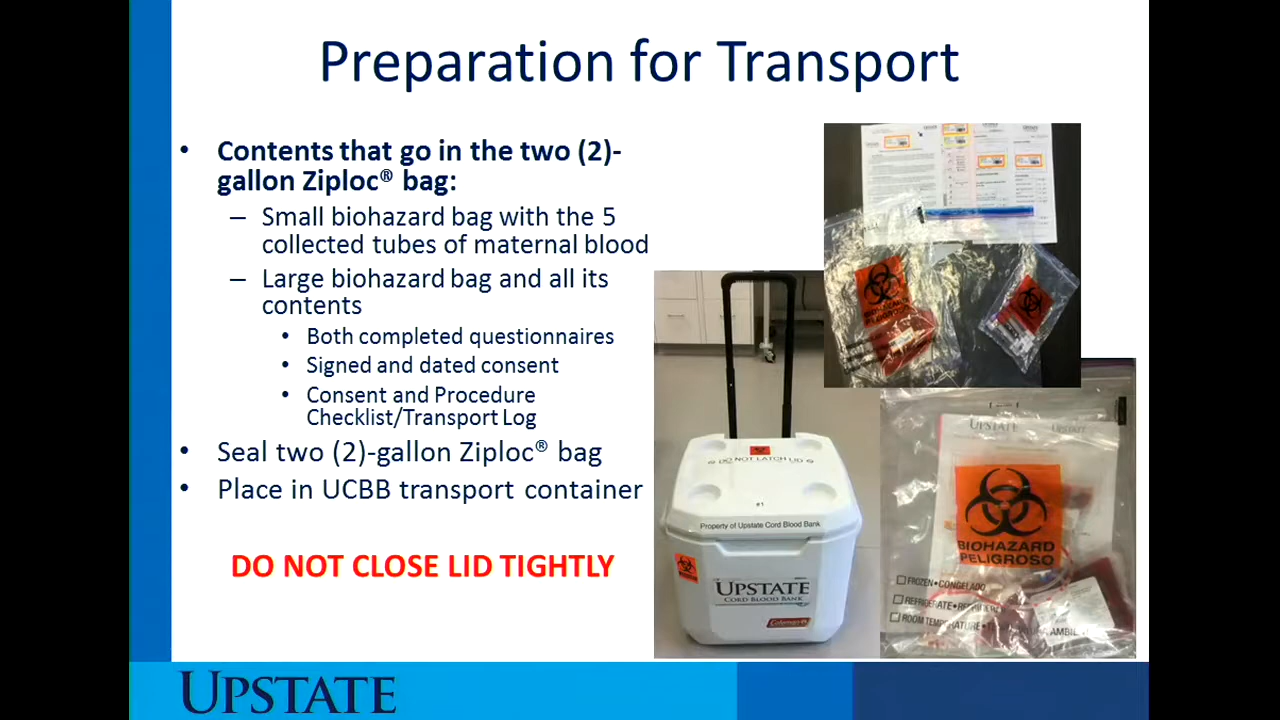 Preparation for Transport
• Contents that go in the two (2)-
gallon Ziploc® bag:
– Small biohazard bag with the 5
collected tubes of maternal blood
– Large biohazard bag and all its
contents
• Both completed questionnaires
• Signed and dated consent
• Consent and Procedure
Checklist/Transport Log
• Seal two (2)-gallon Ziploc® bag
• Place in UCBB transport container
DO NOT CLOSE LID TIGHTLY
BIOHAZARD
PELIGROSO
DO NOT LATCH LID
#1
Property of Upstate Cord Blood Bank
UPSTATE
CORD BLOOD BANK
Coleman
UPSTATE
BIOHAZARD
PELIGROSO
FROZEN•CONGELADO
REFRIGERATE•
ROOM TEMPERATURE•
UPSTATE